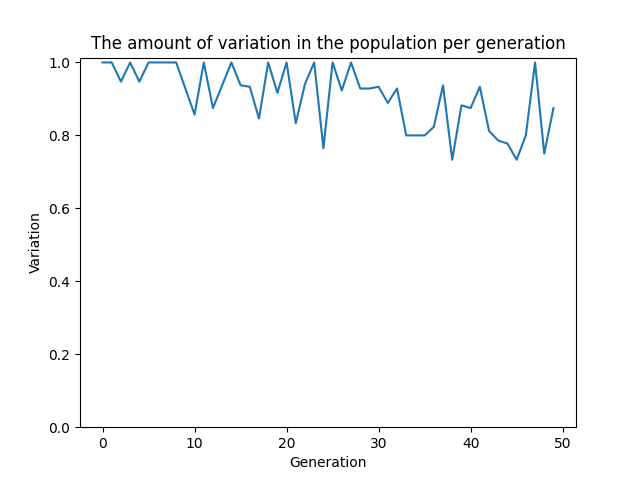 The amount of variation in the population per generation
1.0
0.8
0.6
0.4
0.2
0.0
Variation
0 10 20 30 40 50
Generation